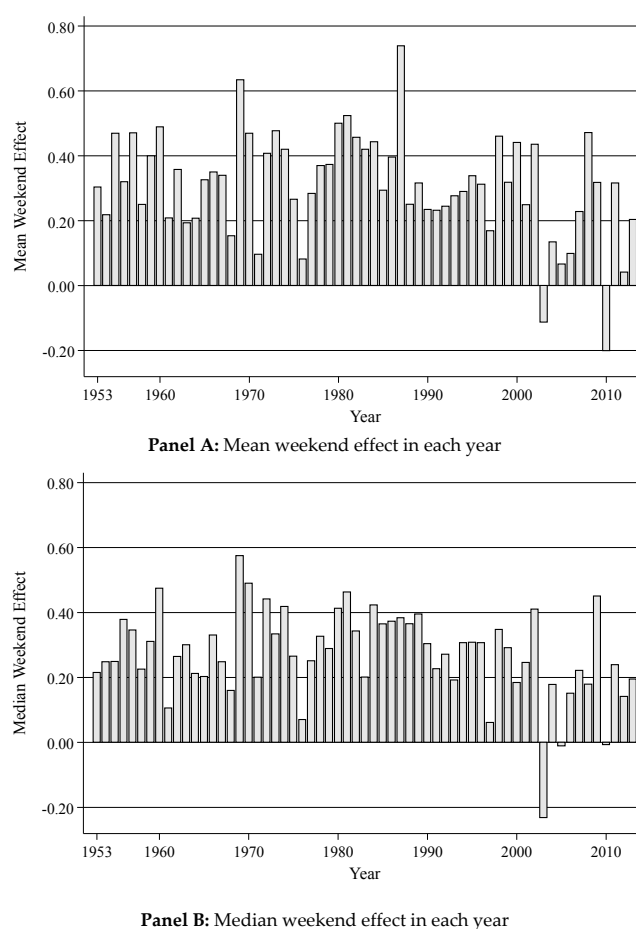 0.80
0.60
0.40
0.20
0.00
-0.20
Mean Weekend Effect
1953 1960 1970 1980 1990 2000 2010
Year
Panel A: Mean weekend effect in each year
0.80
0.60
0.40
0.20
0.00
-0.20
Median Weekend Effect
1953 1960 1970 1980 1990 2000 2010
Year
Panel B: Median weekend effect in each year